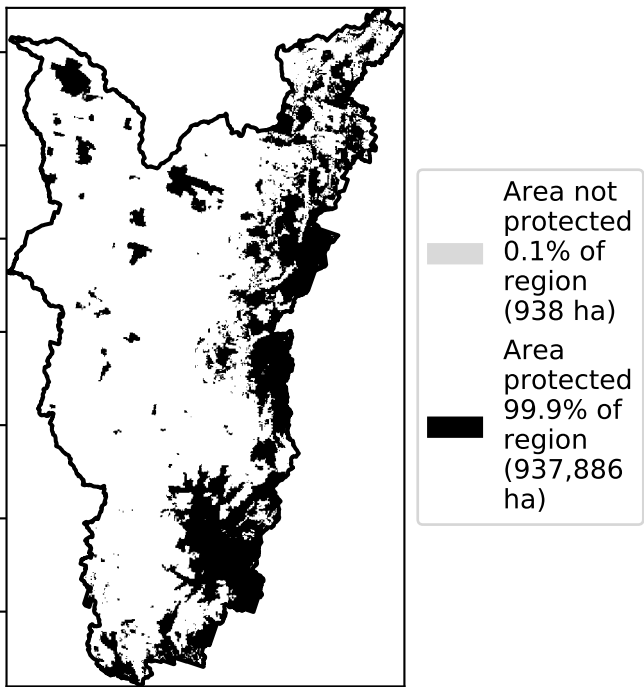 Area not
protected
0.1% of
region
(938 ha)
Area
protected
99.9% of
region
(937,886
ha)